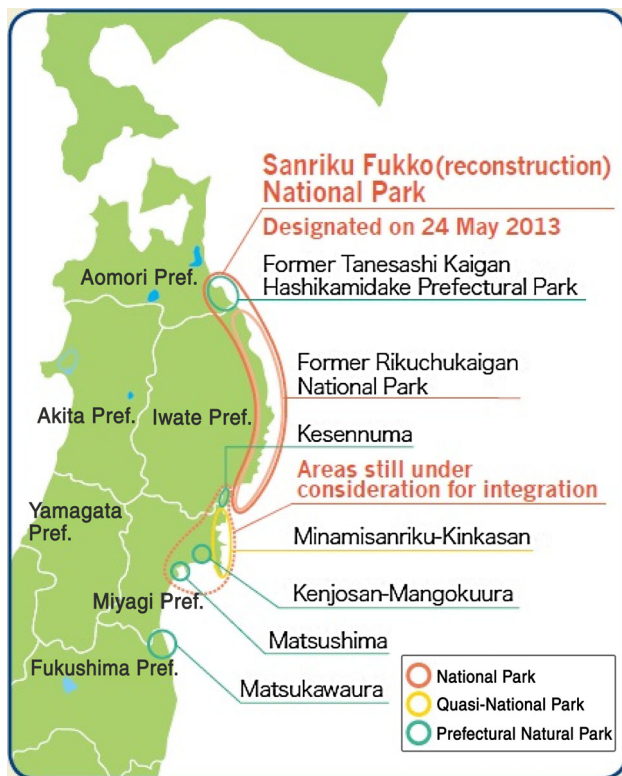 Sanriku Fukko (reconstruction)
National Park
Designated on 24 May 2013
Aomori Pref.
Former Tanesashi Kaigan
Hashikamidake Prefectural Park
Former Rikuchukaigan
National Park
Akita Pref.
Iwate Pref.
Kesennuma
Areas still under
consideration for integration
Yamagata
Pref.
Minamisanriku-Kinkasan
Kenjosan-Mangokuura
Miyagi Pref.
Matsushima
Fukushima Pref.
Matsukawaura
National Park
Quasi-National Park
Prefectural Natural Park